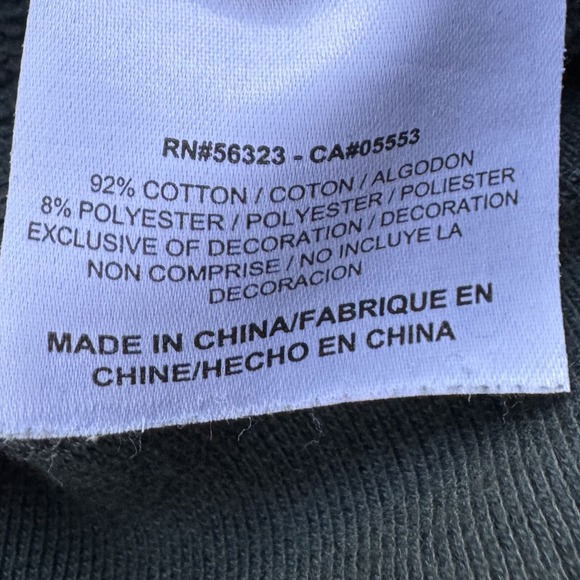 RN#56323 - CA#05553
92% COTTON / COTON / ALGODON
8% POLYESTER / POLYESTER / POLIESTER
EXCLUSIVE OF DECORATION / DECORATION
NON COMPRISE / NO INCLUYE LA
DECORACION
MADE IN CHINA/FABRIQUE EN
CHINE/HECHO EN CHINA